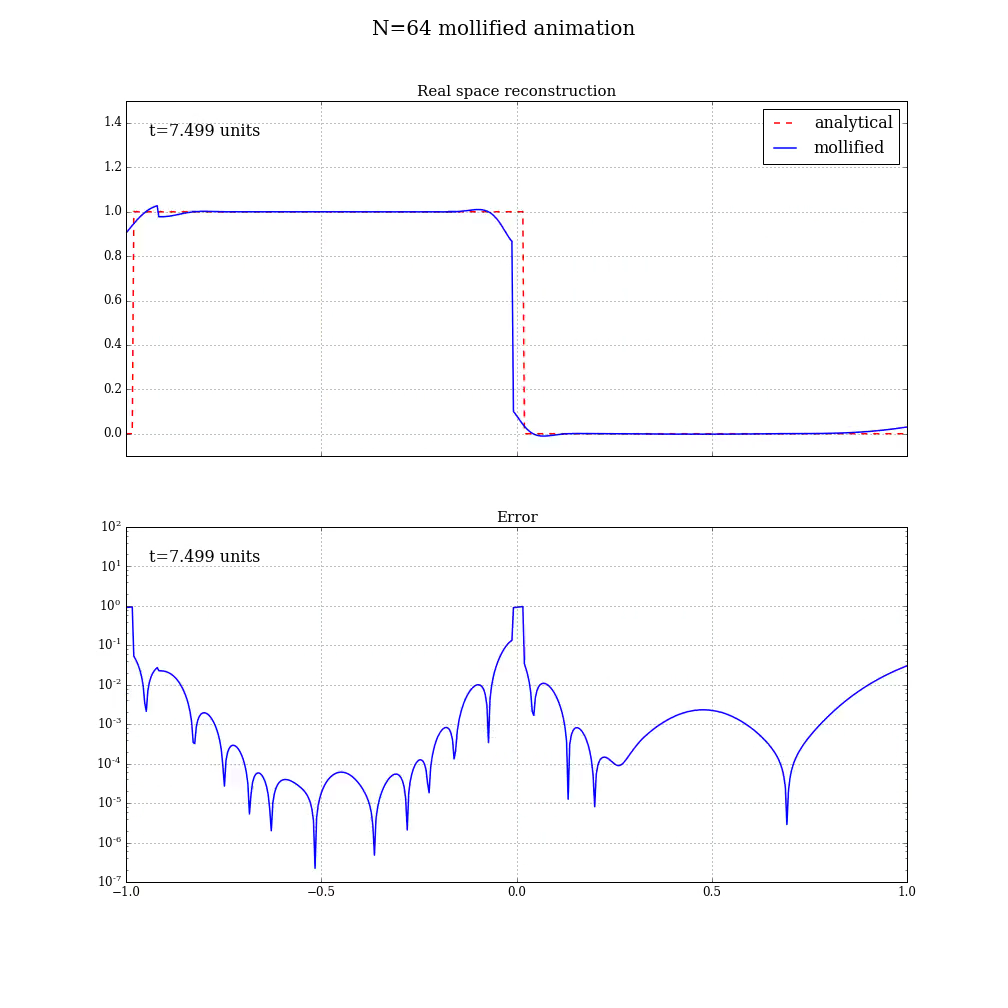 N=64 mollified animation
Real space reconstruction
t=7.499 units
analytical
mollified
1.4
1.2
1.0
0.8
0.6
0.4
0.2
0.0
Error
t=7.499 units
10²
10¹
10⁰
10⁻¹
10⁻²
10⁻³
10⁻⁴
10⁻⁵
10⁻⁶
10⁻⁷
−1.0 −0.5 0.0 0.5 1.0